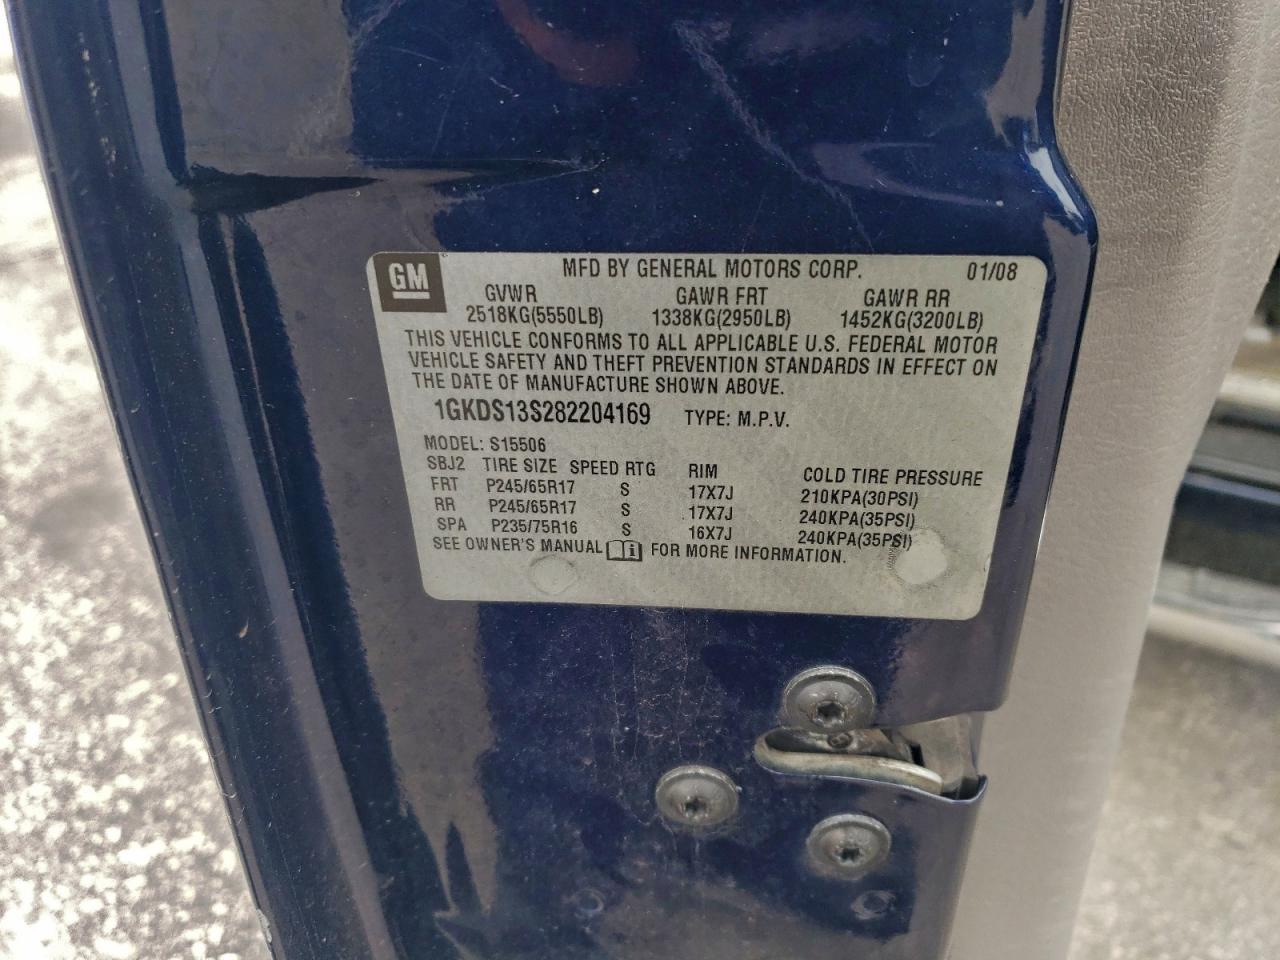 GM MFD BY GENERAL MOTORS CORP. 01/08
GVWR GAWR FRT GAWR RR
2518KG(5550LB) 1338KG(2950LB) 1452KG(3200LB)
THIS VEHICLE CONFORMS TO ALL APPLICABLE U.S. FEDERAL MOTOR
VEHICLE SAFETY AND THEFT PREVENTION STANDARDS IN EFFECT ON
THE DATE OF MANUFACTURE SHOWN ABOVE.
1GKDS13S282204169 TYPE: M.P.V.
MODEL: S15506
SBJ2 TIRE SIZE SPEED RTG RIM COLD TIRE PRESSURE
FRT P245/65R17 S 17X7J 210KPA(30PSI)
RR P245/65R17 S 17X7J 240KPA(35PSI)
SPA P235/75R16 S 16X7J 240KPA(35PSI)
SEE OWNER'S MANUAL FOR MORE INFORMATION.